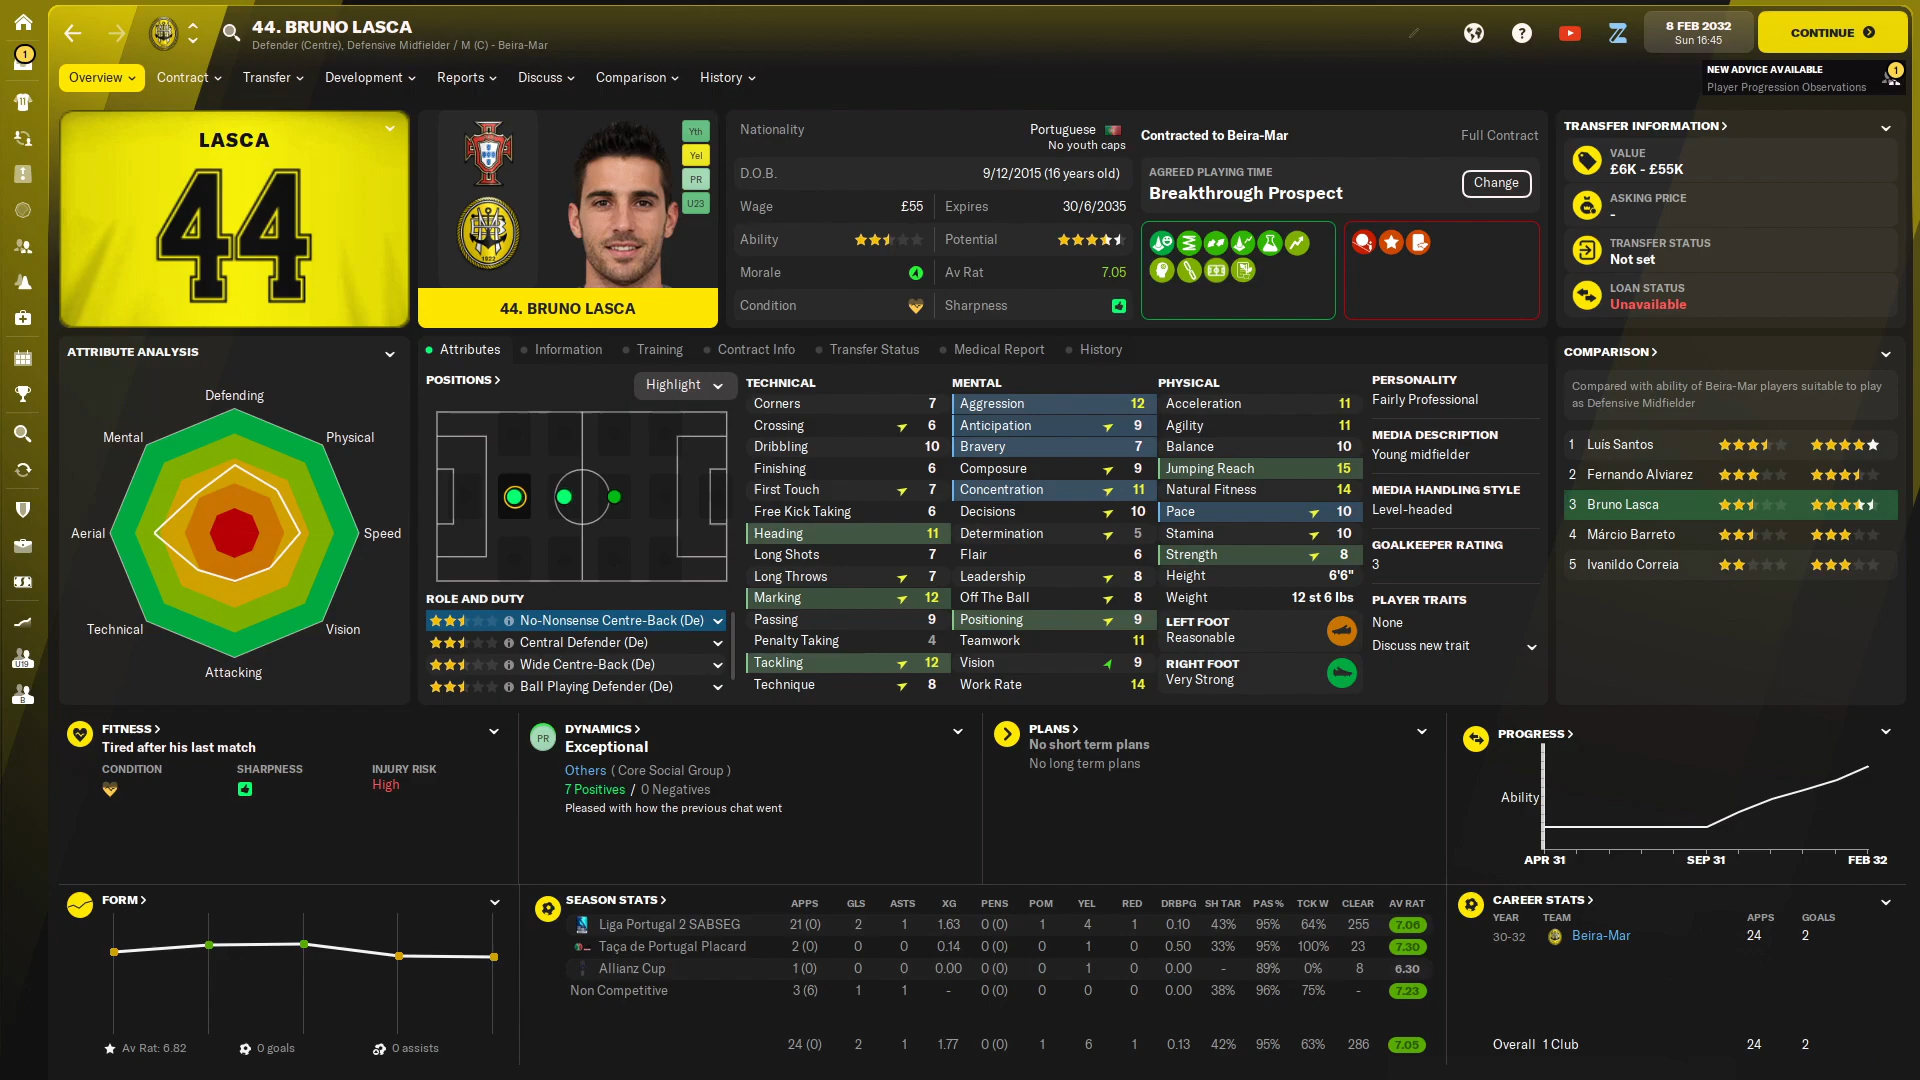 44. BRUNO LASCA
Defender (Centre), Defensive Midfielder / M (C) - Beira-Mar
8 FEB 2032
Sun 16:45
CONTINUE
1
Overview
Contract
Transfer
Development
Reports
Discuss
Comparison
History
NEW ADVICE AVAILABLE
Player Progression Observations
1
LASCA
44
Yth
Yel
PR
U23
44. BRUNO LASCA
Nationality Portuguese
No youth caps
D.O.B. 9/12/2015 (16 years old)
Wage £55 Expires 30/6/2035
Ability Potential
Morale Av Rat 7.05
Condition Sharpness
Contracted to Beira-Mar Full Contract
AGREED PLAYING TIME
Breakthrough Prospect
Change
TRANSFER INFORMATION >
VALUE
£6K - £55K
ASKING PRICE
-
TRANSFER STATUS
Not set
LOAN STATUS
Unavailable
ATTRIBUTE ANALYSIS
Defending
Physical
Speed
Vision
Attacking
Technical
Aerial
Mental
Attributes Information Training Contract Info Transfer Status Medical Report History
POSITIONS >
Highlight
ROLE AND DUTY
No-Nonsense Centre-Back (De)
Central Defender (De)
Wide Centre-Back (De)
Ball Playing Defender (De)
TECHNICAL
Corners 7
Crossing 6
Dribbling 10
Finishing 6
First Touch 7
Free Kick Taking 6
Heading 11
Long Shots 7
Long Throws 7
Marking 12
Passing 9
Penalty Taking 4
Tackling 12
Technique 8
MENTAL
Aggression 12
Anticipation 9
Bravery 7
Composure 9
Concentration 11
Decisions 10
Determination 5
Flair 6
Leadership 8
Off The Ball 8
Positioning 9
Teamwork 11
Vision 9
Work Rate 14
PHYSICAL
Acceleration 11
Agility 11
Balance 10
Jumping Reach 15
Natural Fitness 14
Pace 10
Stamina 10
Strength 8
Height 6'6"
Weight 12 st 6 lbs
LEFT FOOT
Reasonable
RIGHT FOOT
Very Strong
PERSONALITY
Fairly Professional
MEDIA DESCRIPTION
Young midfielder
MEDIA HANDLING STYLE
Level-headed
GOALKEEPER RATING
3
PLAYER TRAITS
None
Discuss new trait
COMPARISON >
Compared with ability of Beira-Mar players suitable to play
as Defensive Midfielder
1 Luís Santos
2 Fernando Alviarez
3 Bruno Lasca
4 Márcio Barreto
5 Ivanildo Correia
U19
B
FITNESS >
Tired after his last match
CONDITION SHARPNESS INJURY RISK
High
PR
DYNAMICS >
Exceptional
Others ( Core Social Group )
7 Positives / 0 Negatives
Pleased with how the previous chat went
PLANS >
No short term plans
No long term plans
PROGRESS >
Ability
APR 31 SEP 31 FEB 32
FORM >
Av Rat: 6.82 0 goals 0 assists
SEASON STATS > APPS GLS ASTS XG PENS POM YEL RED DRBPG SH TAR PAS % TCK W CLEAR AV RAT
Liga Portugal 2 SABSEG 21 (0) 2 1 1.63 0 (0) 1 4 1 0.10 43% 95% 64% 255 7.06
Taça de Portugal Placard 2 (0) 0 0 0.14 0 (0) 0 1 0 0.50 33% 95% 100% 23 7.30
Allianz Cup 1 (0) 0 0 0.00 0 (0) 0 1 0 0.00 - 89% 0% 8 6.30
Non Competitive 3 (6) 1 1 - 0 (0) 0 0 0 0.00 38% 96% 75% - 7.23
24 (0) 2 1 1.77 0 (0) 1 6 1 0.13 42% 95% 63% 286 7.05
CAREER STATS >
YEAR TEAM APPS GOALS
30-32 Beira-Mar 24 2
Overall 1 Club 24 2